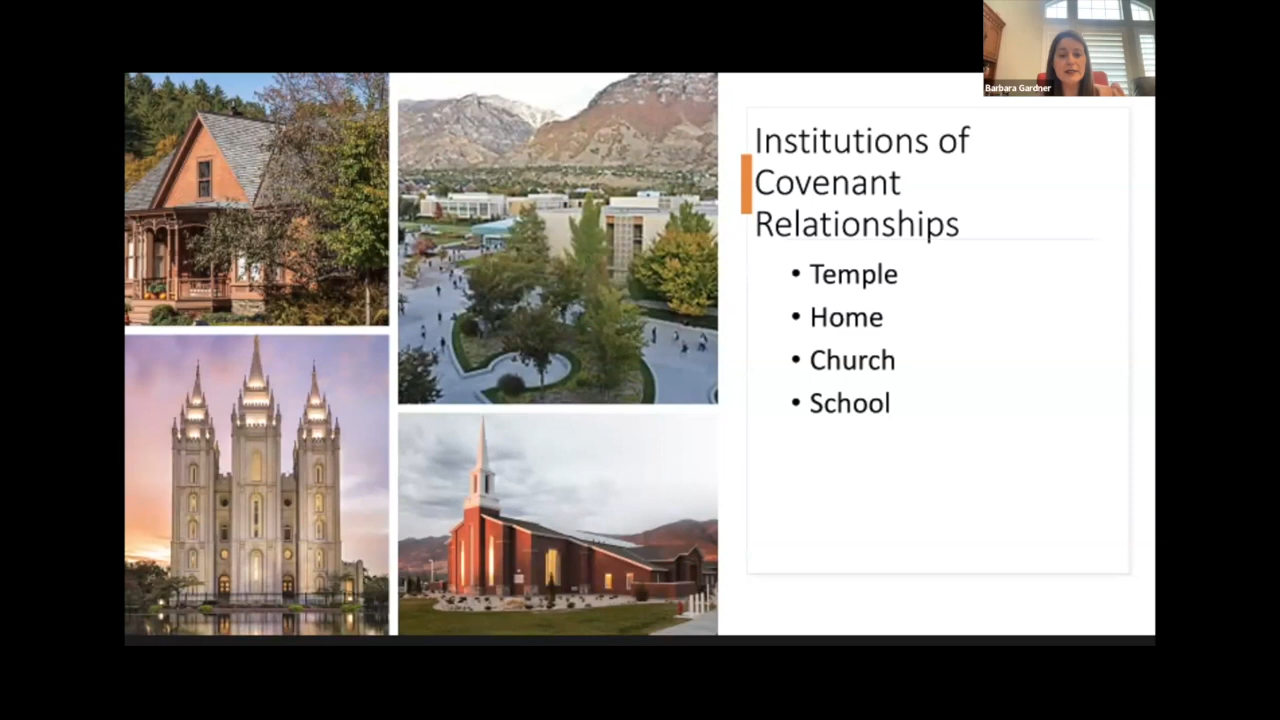 Barbara Gardner
Institutions of
Covenant
Relationships
• Temple
• Home
• Church
• School